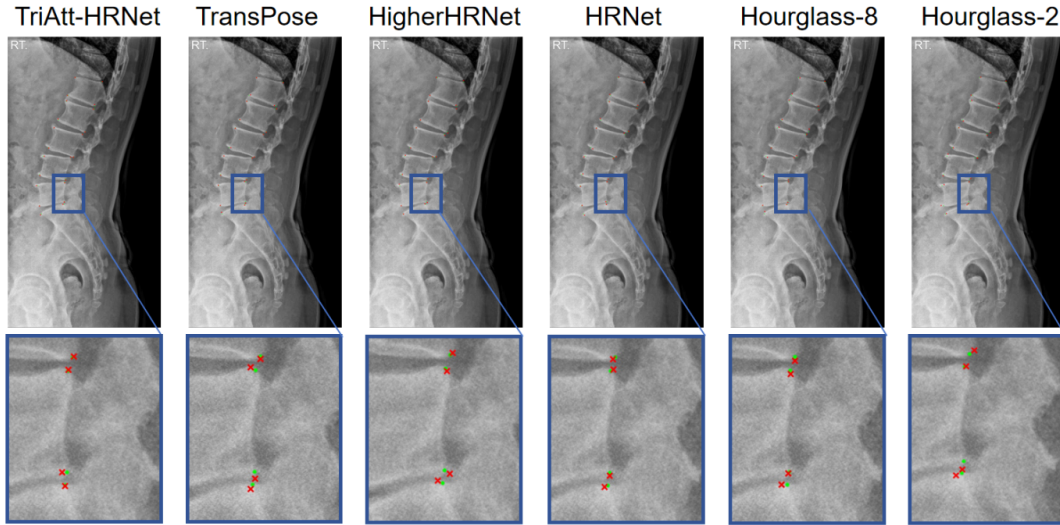 TriAtt-HRNet
TransPose
HigherHRNet
HRNet
Hourglass-8
Hourglass-2
RT.
RT.
RT.
RT.
RT.
RT.